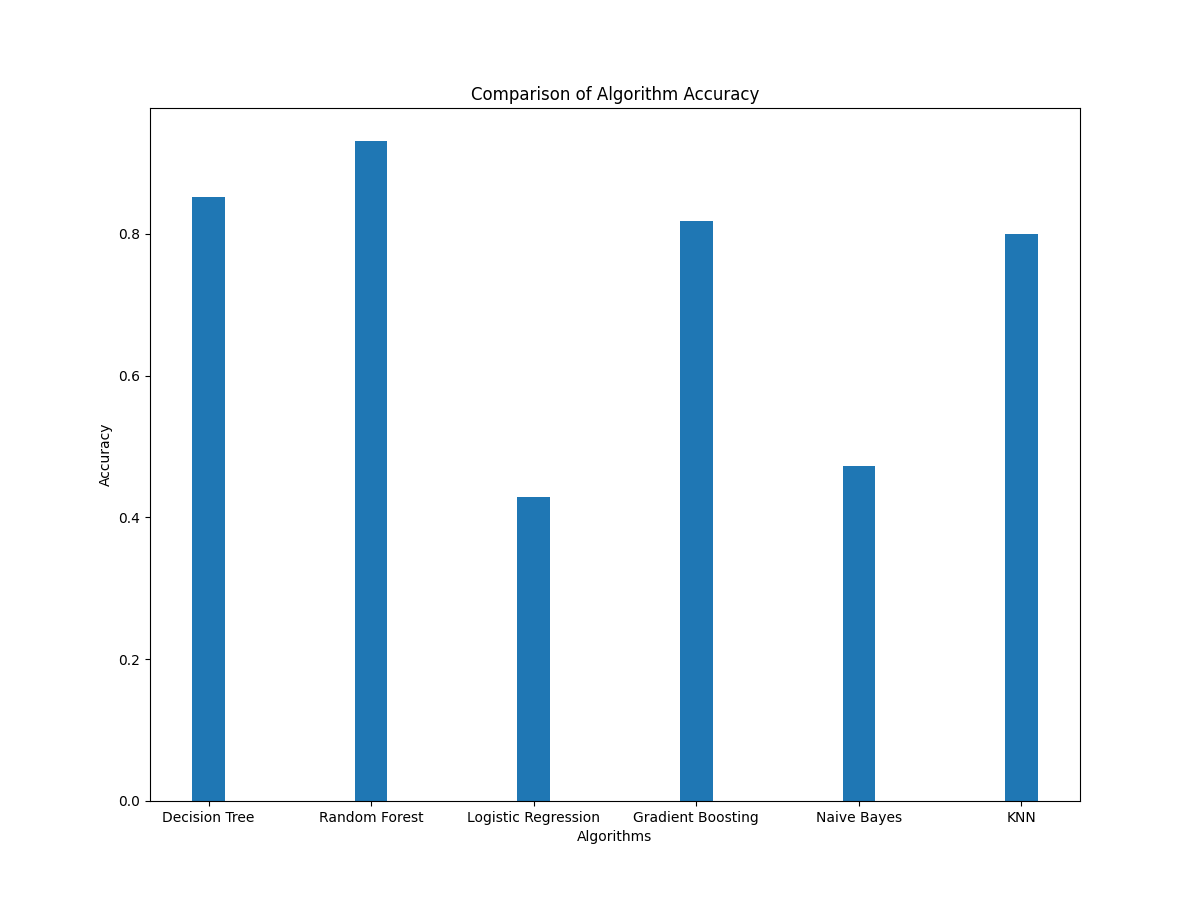 Comparison of Algorithm Accuracy
Accuracy
0.8
0.6
0.4
0.2
0.0
Decision Tree
Random Forest
Logistic Regression
Gradient Boosting
Naive Bayes
KNN
Algorithms